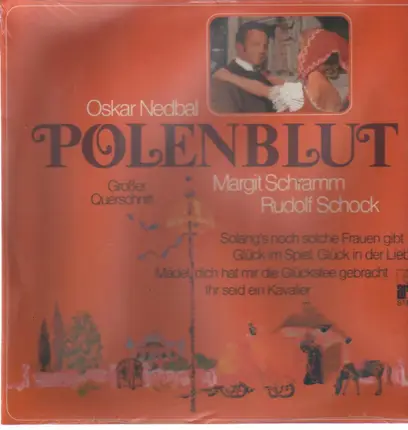 Oskar Nedbal
POLENBLUT
Großer
Querschnitt
Margit Schramm
Rudolf Schock
Solang's noch solche Frauen gibt
Glück im Spiel, Glück in der Lieb
Mädel, dich hat mir die Glücksfee gebracht
Ihr seid ein Kavalier